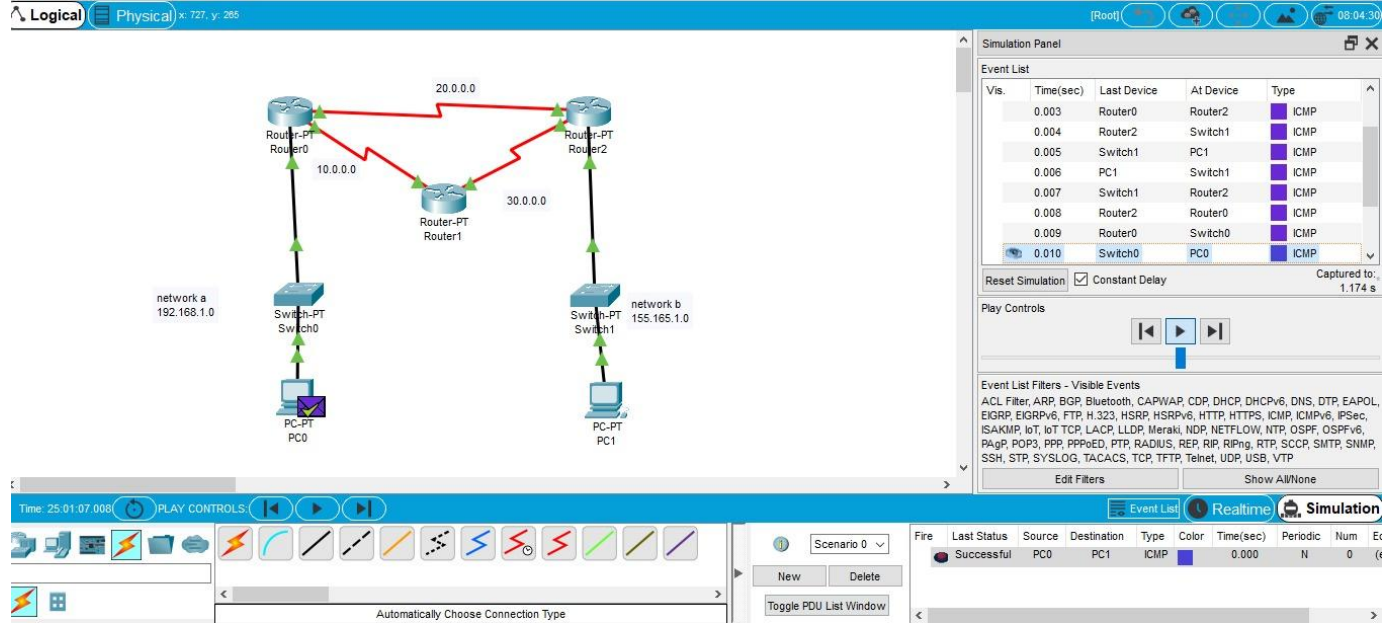 Logical Physical x: 727, y: 265 [Root] 08:04:30
20.0.0.0
Router-PT
Router0
Router-PT
Router2
10.0.0.0
30.0.0.0
Router-PT
Router1
network a
192.168.1.0
Switch-PT
Switch0
Switch-PT
Switch1
network b
155.165.1.0
PC-PT
PC0
PC-PT
PC1
Simulation Panel
Event List
Vis. Time(sec) Last Device At Device Type
0.003 Router0 Router2 ICMP
0.004 Router2 Switch1 ICMP
0.005 Switch1 PC1 ICMP
0.006 PC1 Switch1 ICMP
0.007 Switch1 Router2 ICMP
0.008 Router2 Router0 ICMP
0.009 Router0 Switch0 ICMP
0.010 Switch0 PC0 ICMP
Reset Simulation Constant Delay
Captured to:
1.174 s
Play Controls
Event List Filters - Visible Events
ACL Filter, ARP, BGP, Bluetooth, CAPWAP, CDP, DHCP, DHCPv6, DNS, DTP, EAPOL,
EIGRP, EIGRPv6, FTP, H.323, HSRP, HSRPv6, HTTP, HTTPS, ICMP, ICMPv6, IPSec,
ISAKMP, IoT, IoT TCP, LACP, LLDP, Meraki, NDP, NETFLOW, NTP, OSPF, OSPFv6,
PAgP, POP3, PPP, PPPoED, PTP, RADIUS, REP, RIP, RIPng, RTP, SCCP, SMTP, SNMP,
SSH, STP, SYSLOG, TACACS, TCP, TFTP, Telnet, UDP, USB, VTP
Edit Filters Show All/None
Time: 25:01:07.008 PLAY CONTROLS: Event List Realtime Simulation
Automatically Choose Connection Type
Scenario 0
New Delete
Toggle PDU List Window
Fire Last Status Source Destination Type Color Time(sec) Periodic Num
Successful PC0 PC1 ICMP 0.000 N 0